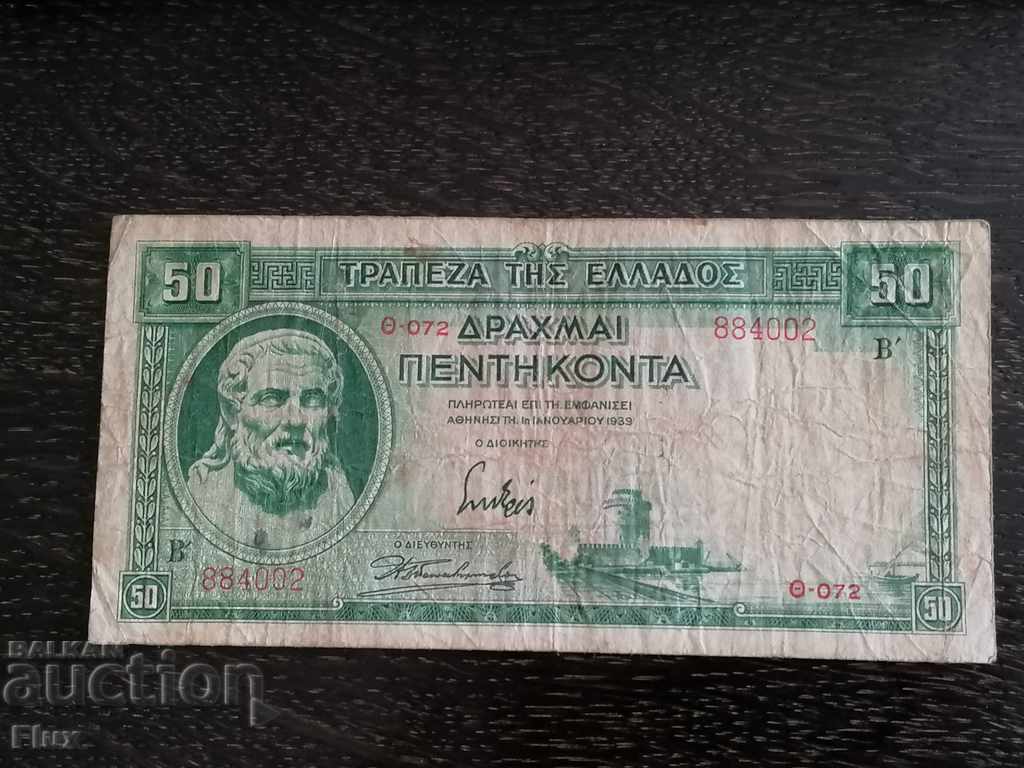 50 ΤΡΑΠΕΖΑ ΤΗΣ ΕΛΛΑΔΟΣ 50
Θ-072 ΔΡΑΧΜΑΙ 884002
Β΄
ΠΕΝΤΗΚΟΝΤΑ
ΠΛΗΡΩΤΕΑΙ ΕΠΙ ΤΗ, ΕΜΦΑΝΙΣΕΙ
ΑΘΗΝΗΣΙ ΤΗ, 1η ΙΑΝΟΥΑΡΙΟΥ 1939
Ο ΔΙΟΙΚΗΤΗΣ
Ο ΔΙΕΥΘΥΝΤΗΣ
Β΄
884002
Θ-072
50 50
BALKAN
auction
Flux